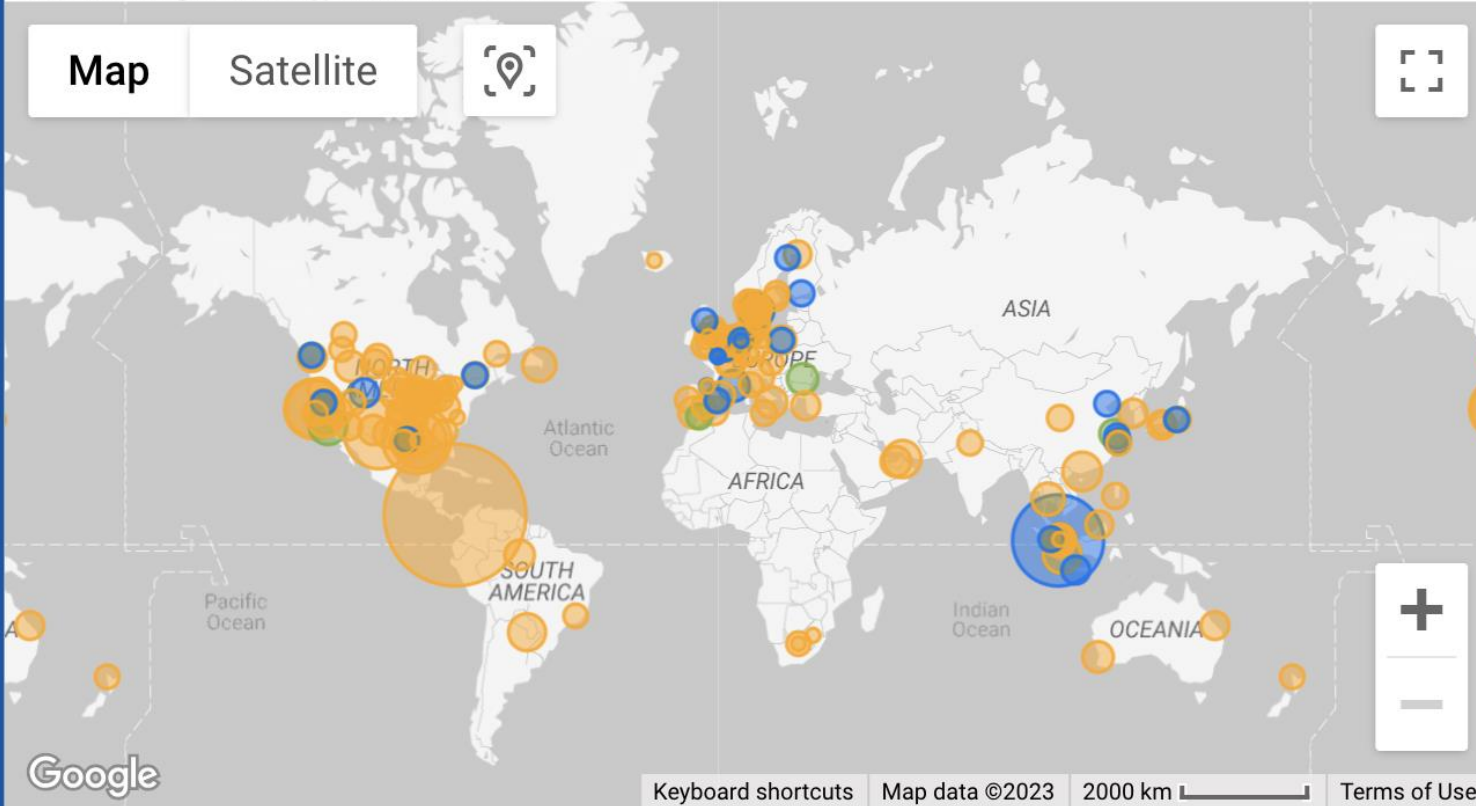 Map
Satellite
NORTH
ASIA
EUROPE
Atlantic
Ocean
AFRICA
SOUTH
AMERICA
Pacific
Ocean
Indian
Ocean
OCEANIA
A
Google
Keyboard shortcuts
Map data ©2023
2000 km
Terms of Use